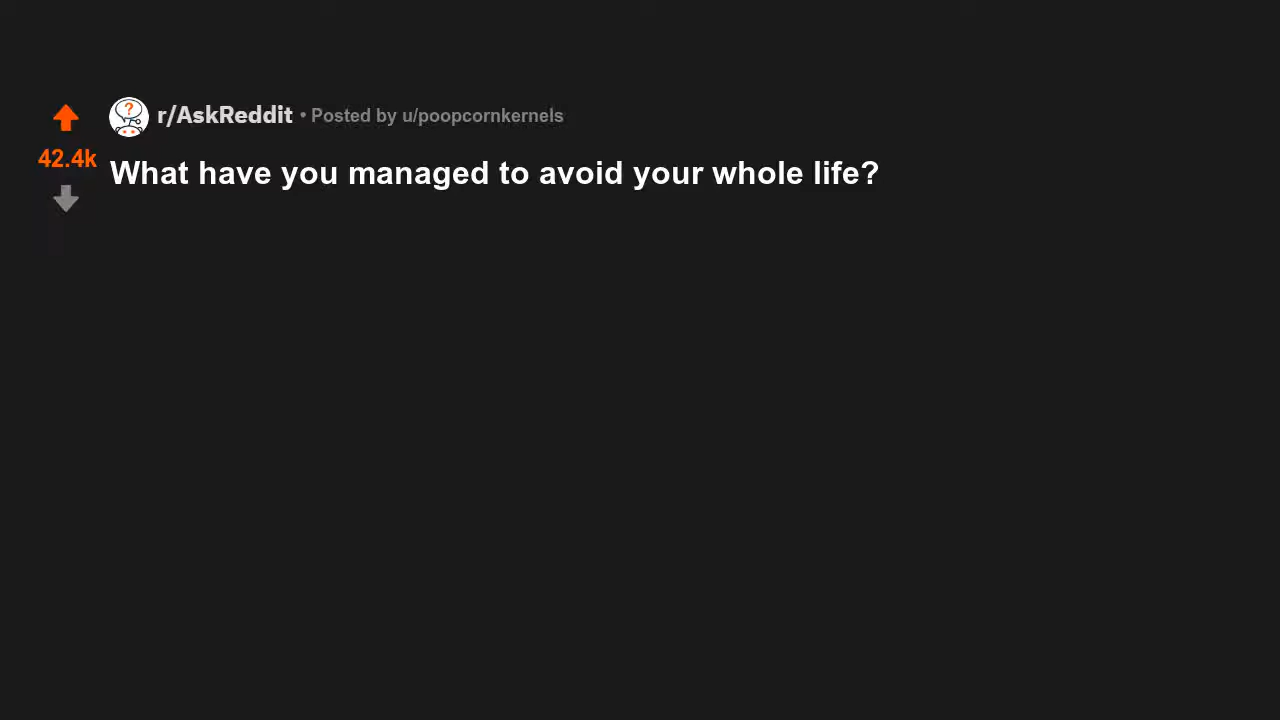 r/AskReddit • Posted by u/poopcornkernels
42.4k
What have you managed to avoid your whole life?